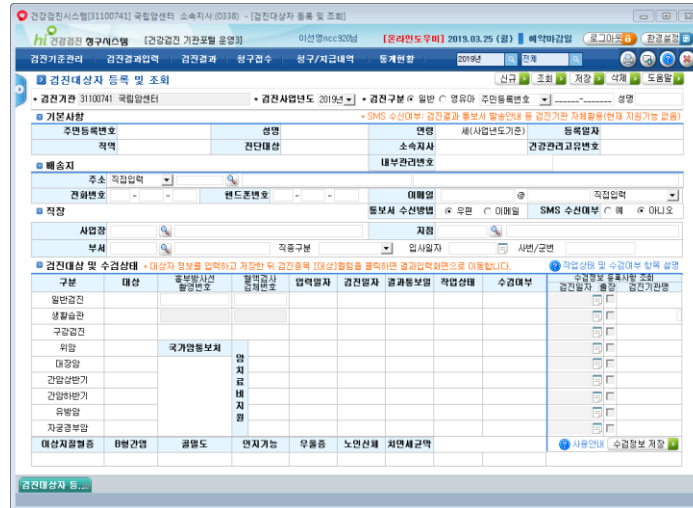 건강검진시스템[31100741] 국립암센터 소속지사:(0338) - [검진대상자 등록 및 조회]
hi 건강검진 청구시스템 [건강검진 기관포털 운영3] 이선영ncc920님 [온라인도우미] 2019.03.25 (월) 예약마감일 로그아웃 환경설정
검진기준관리 검진결과입력 검진결과 청구접수 청구/지급내역 통계현황 2019년 전체
검진대상자 등록 및 조회 신규 조회 저장 삭제 도움말
검진기관 31100741 국립암센터 검진사업년도 2019년 검진구분 일반 영유아 주민등록번호 ______-_______ 성명
기본사항 SMS 수신여부: 검진결과 통보서 발송안내 등 검진기관 자체활용(현재 지원기능 없음)
주민등록번호 성명 연령 세(사업년도기준) 등록일자
직역 진단대상 소속지사 건강관리고유번호
배송지 내부관리번호
주소 직접입력
전화번호 - - 핸드폰번호 - - 이메일 @ 직접입력
직장 통보서 수신방법 우편 이메일 SMS 수신여부 예 아니오
사업장 지점
부서 직종구분 입사일자 사번/군번
검진대상 및 수검상태 대상자 정보를 입력하고 저장한 뒤 검진종목 [대상]컬럼을 클릭하면 결과입력화면으로 이동합니다. 작업상태 및 수검여부 항목 설명
구분 대상 흉부방사선 촬영번호 혈액검사 검체번호 입력일자 검진일자 결과통보일 작업상태 수검여부 수검정보 등록사항 조회
검진일자 출장 검진기관명
일반검진
생활습관
구강검진
위암 국가암통보처 암치료비지원
대장암
간암상반기
간암하반기
유방암
자궁경부암
이상지질혈증 B형간염 골밀도 인지기능 우울증 노인신체 치면세균막 사용안내 수검정보 저장
검진대상자 등...